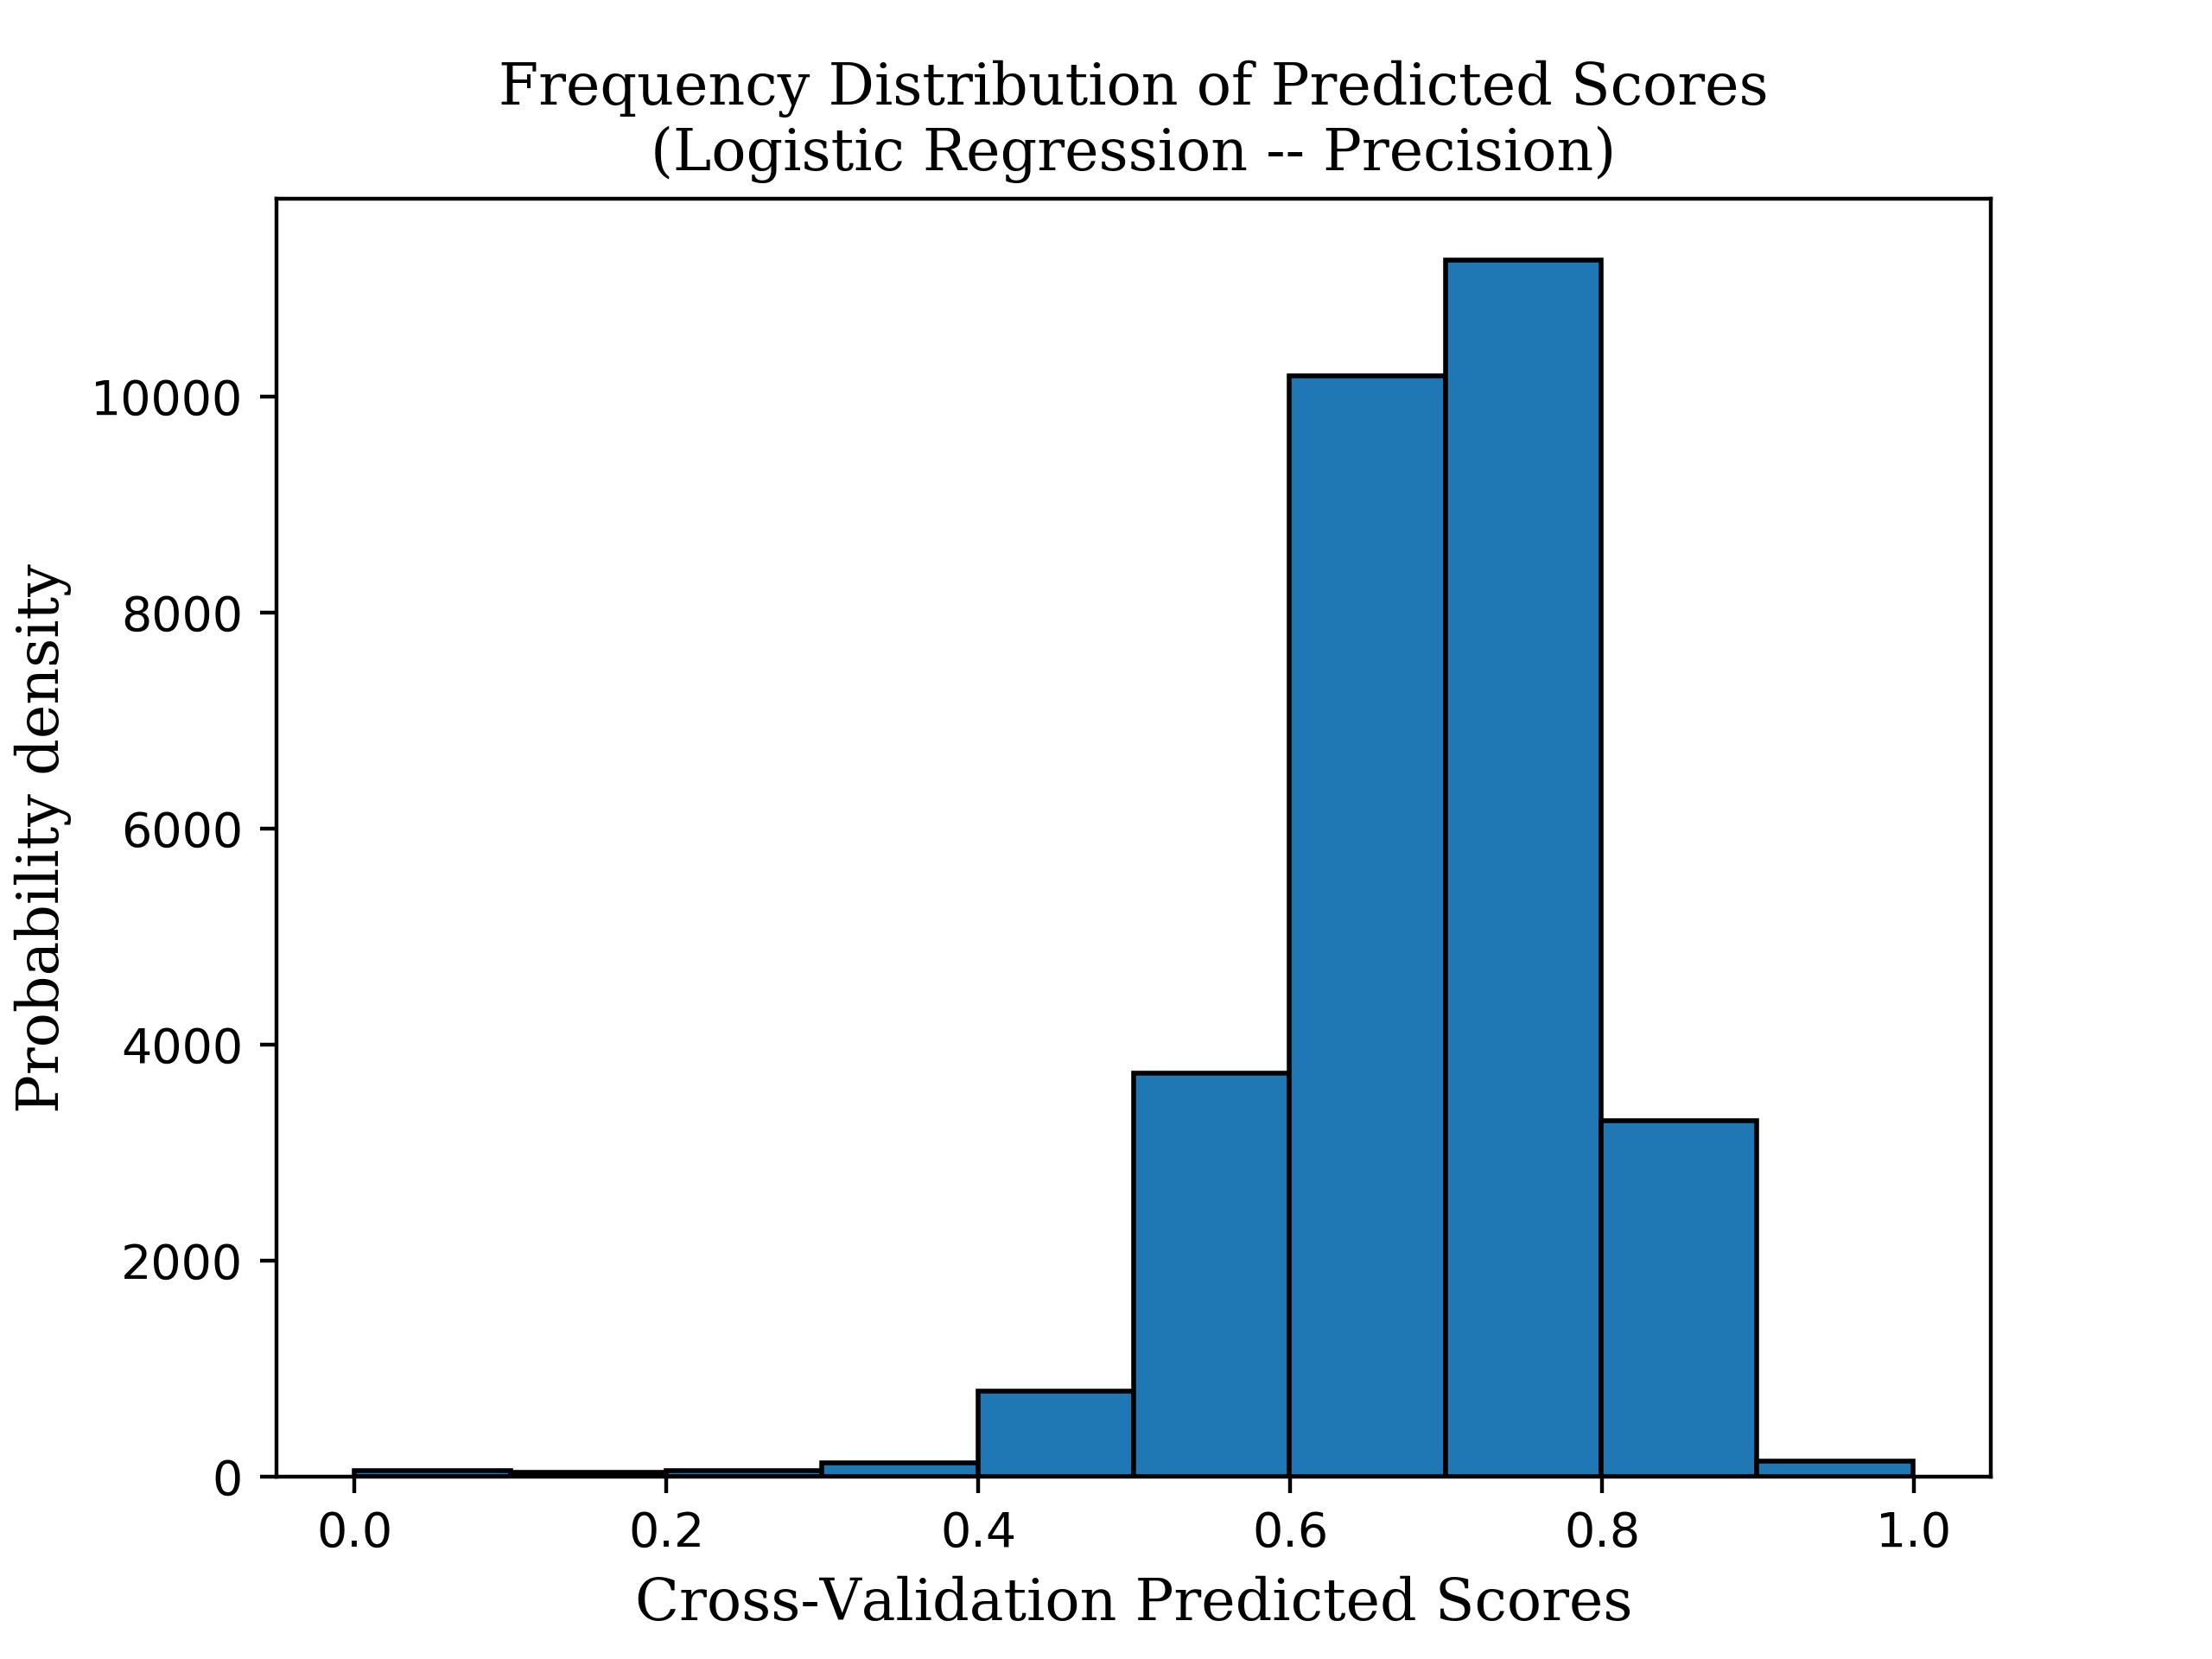 Frequency Distribution of Predicted Scores
(Logistic Regression -- Precision)
Probability density
10000
8000
6000
4000
2000
0
0.0 0.2 0.4 0.6 0.8 1.0
Cross-Validation Predicted Scores